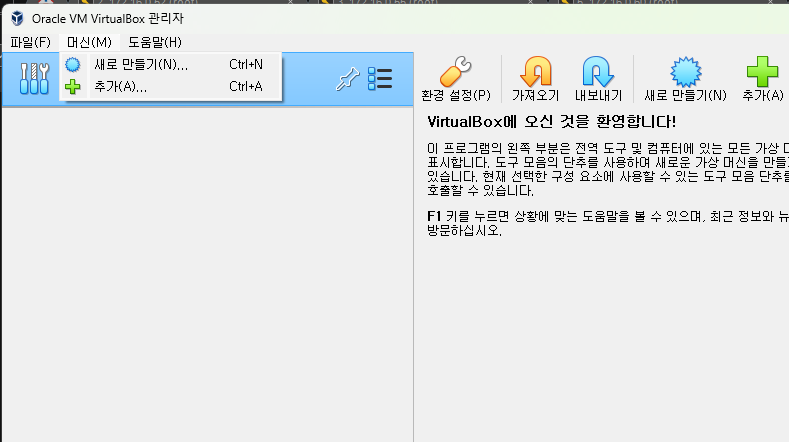 Oracle VM VirtualBox 관리자
파일(F) 머신(M) 도움말(H)
새로 만들기(N)... Ctrl+N
추가(A)... Ctrl+A
환경 설정(P) 가져오기 내보내기 새로 만들기(N) 추가(A)
VirtualBox에 오신 것을 환영합니다!
이 프로그램의 왼쪽 부분은 전역 도구 및 컴퓨터에 있는 모든 가상
표시합니다. 도구 모음의 단추를 사용하여 새로운 가상 머신을
있습니다. 현재 선택한 구성 요소에 사용할 수 있는 도구 모음
호출할 수 있습니다.
F1 키를 누르면 상황에 맞는 도움말을 볼 수 있으며, 최근 정보와
방문하십시오.